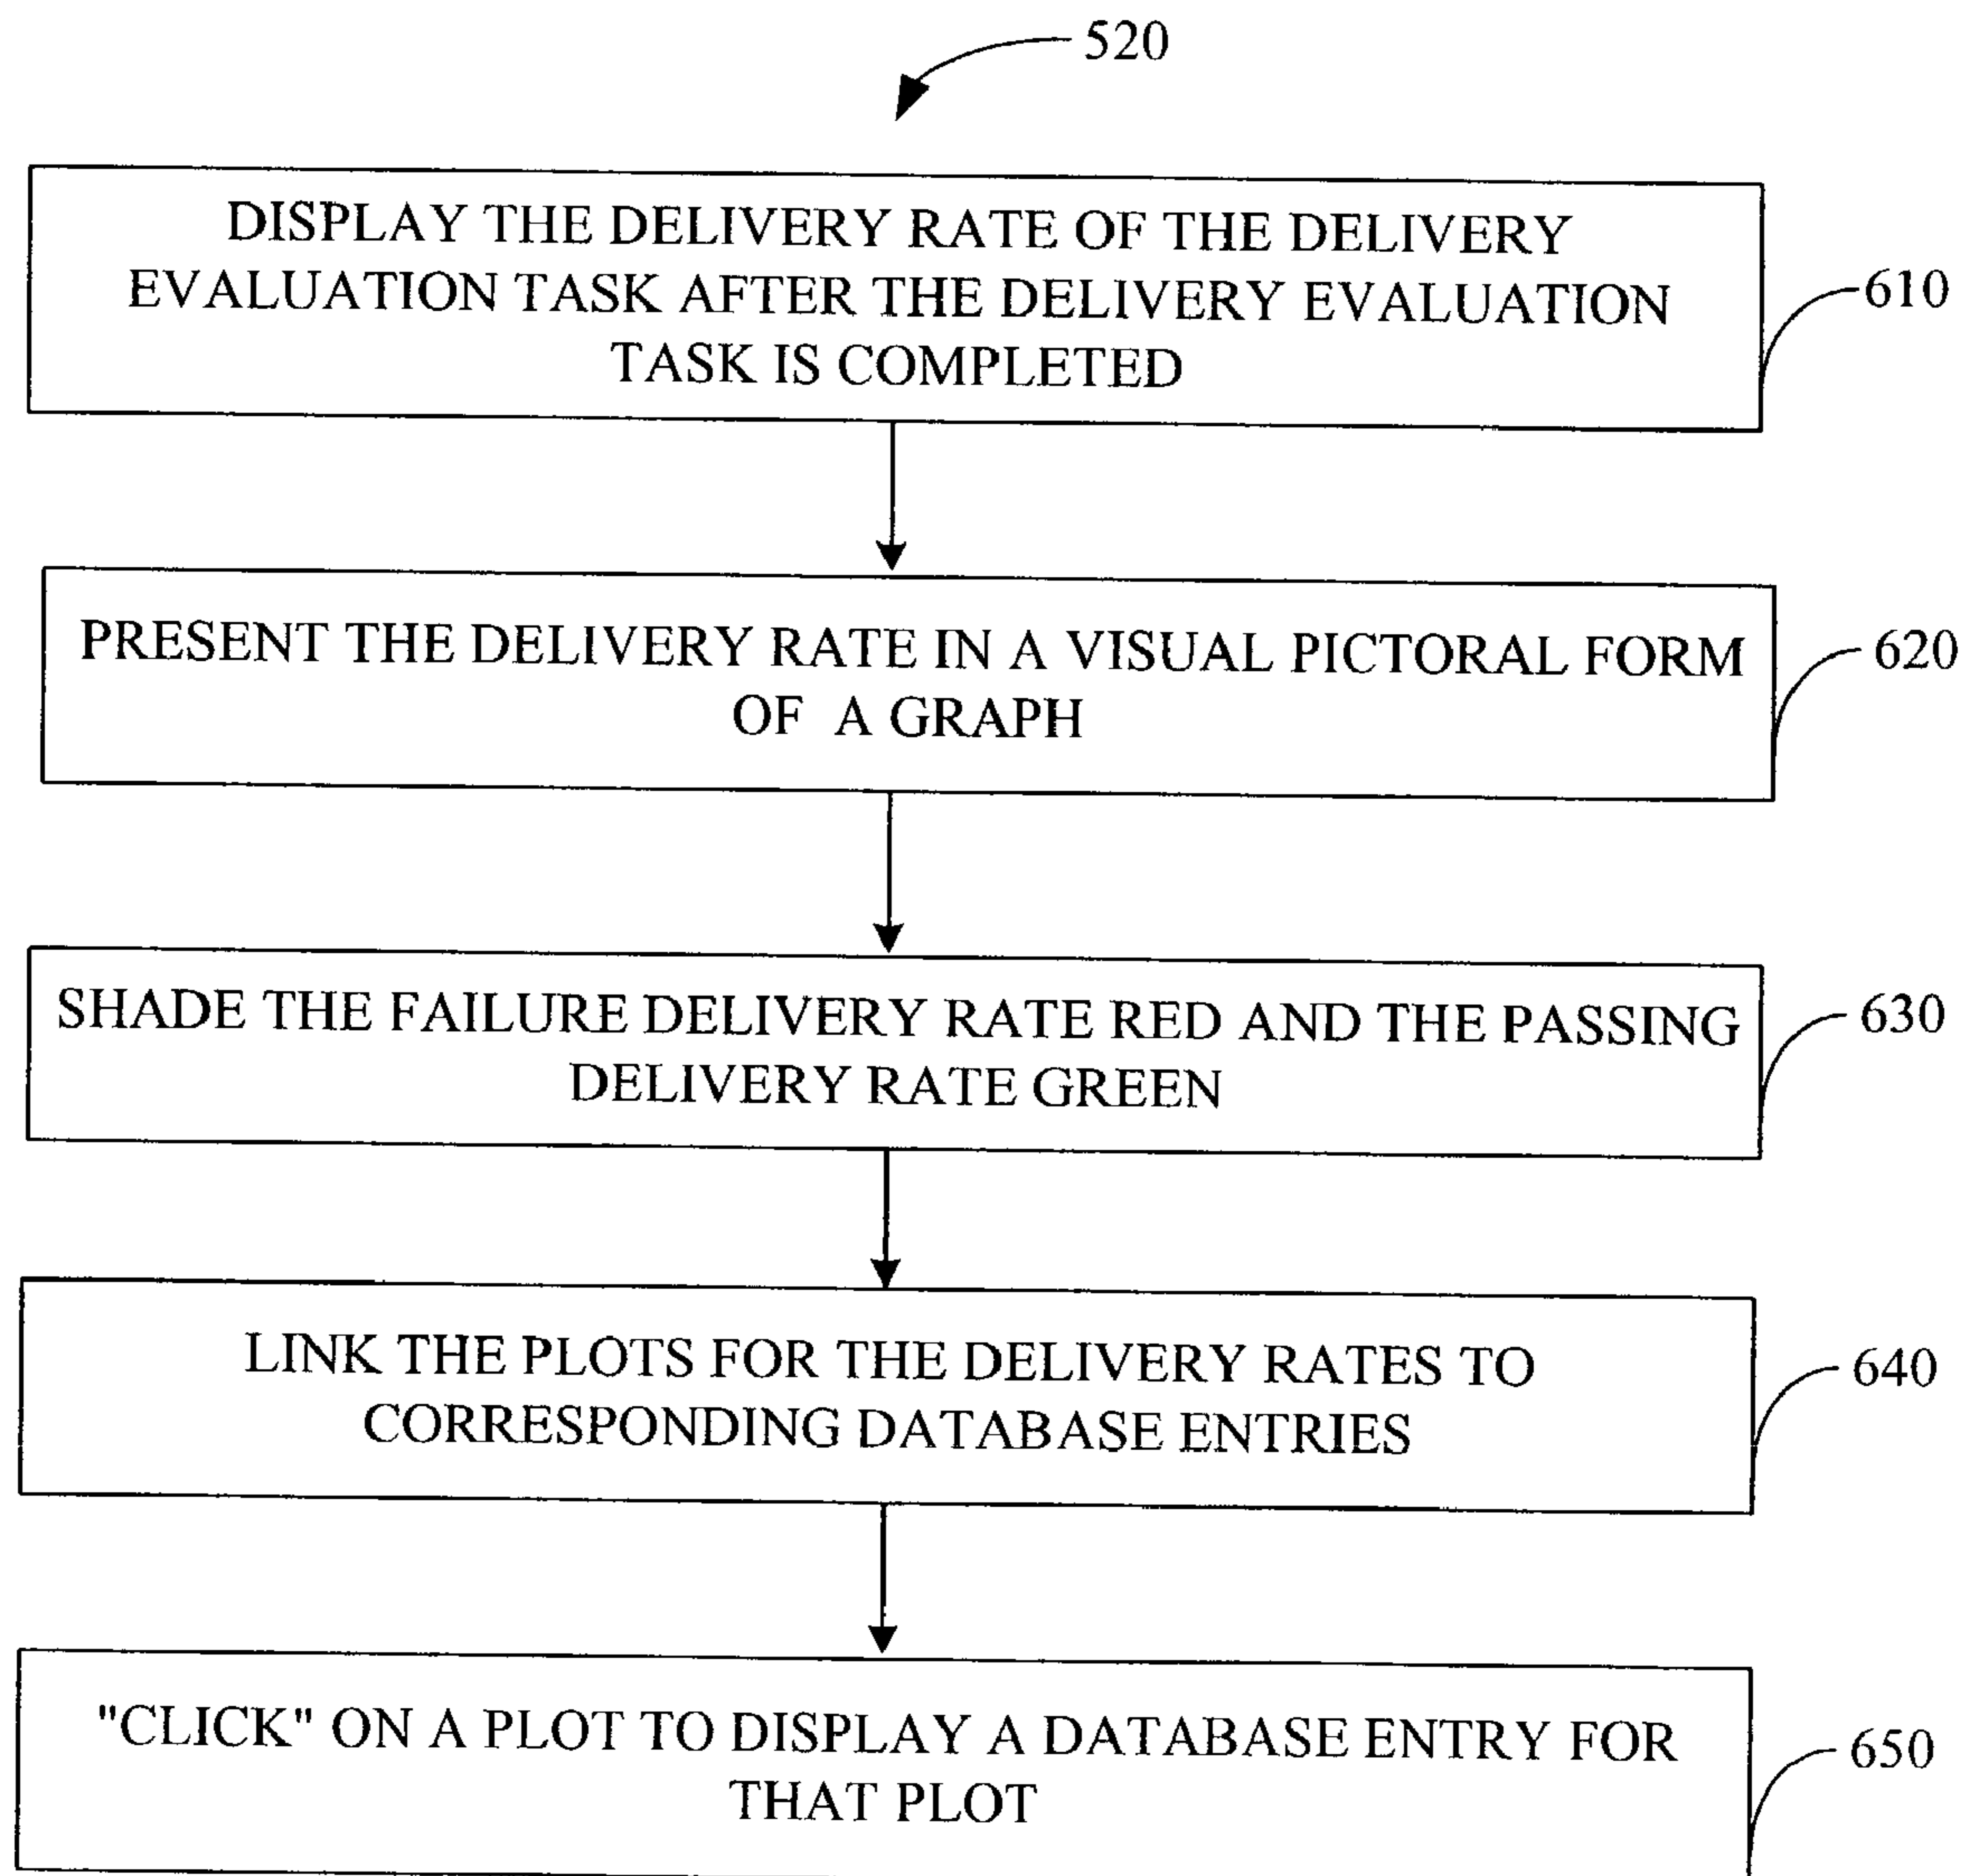 520
DISPLAY THE DELIVERY RATE OF THE DELIVERY
EVALUATION TASK AFTER THE DELIVERY EVALUATION
TASK IS COMPLETED
610
PRESENT THE DELIVERY RATE IN A VISUAL PICTORAL FORM
OF A GRAPH
620
SHADE THE FAILURE DELIVERY RATE RED AND THE PASSING
DELIVERY RATE GREEN
630
LINK THE PLOTS FOR THE DELIVERY RATES TO
CORRESPONDING DATABASE ENTRIES
640
"CLICK" ON A PLOT TO DISPLAY A DATABASE ENTRY FOR
THAT PLOT
650